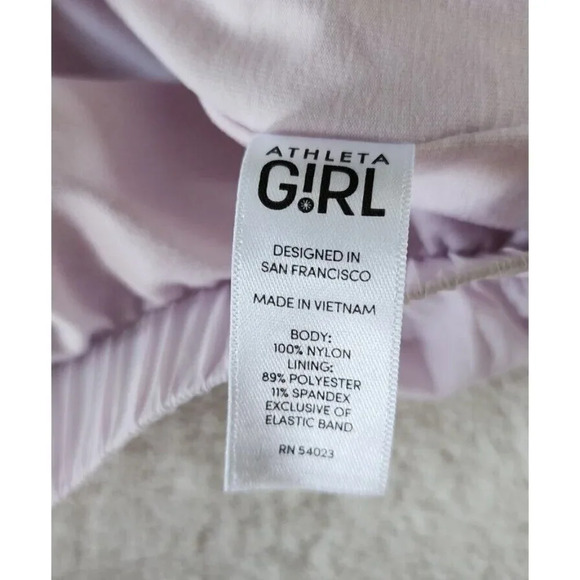 ATHLETA
G!RL
DESIGNED IN
SAN FRANCISCO
MADE IN VIETNAM
BODY:
100% NYLON
LINING:
89% POLYESTER
11% SPANDEX
EXCLUSIVE OF
ELASTIC BAND
RN 54023